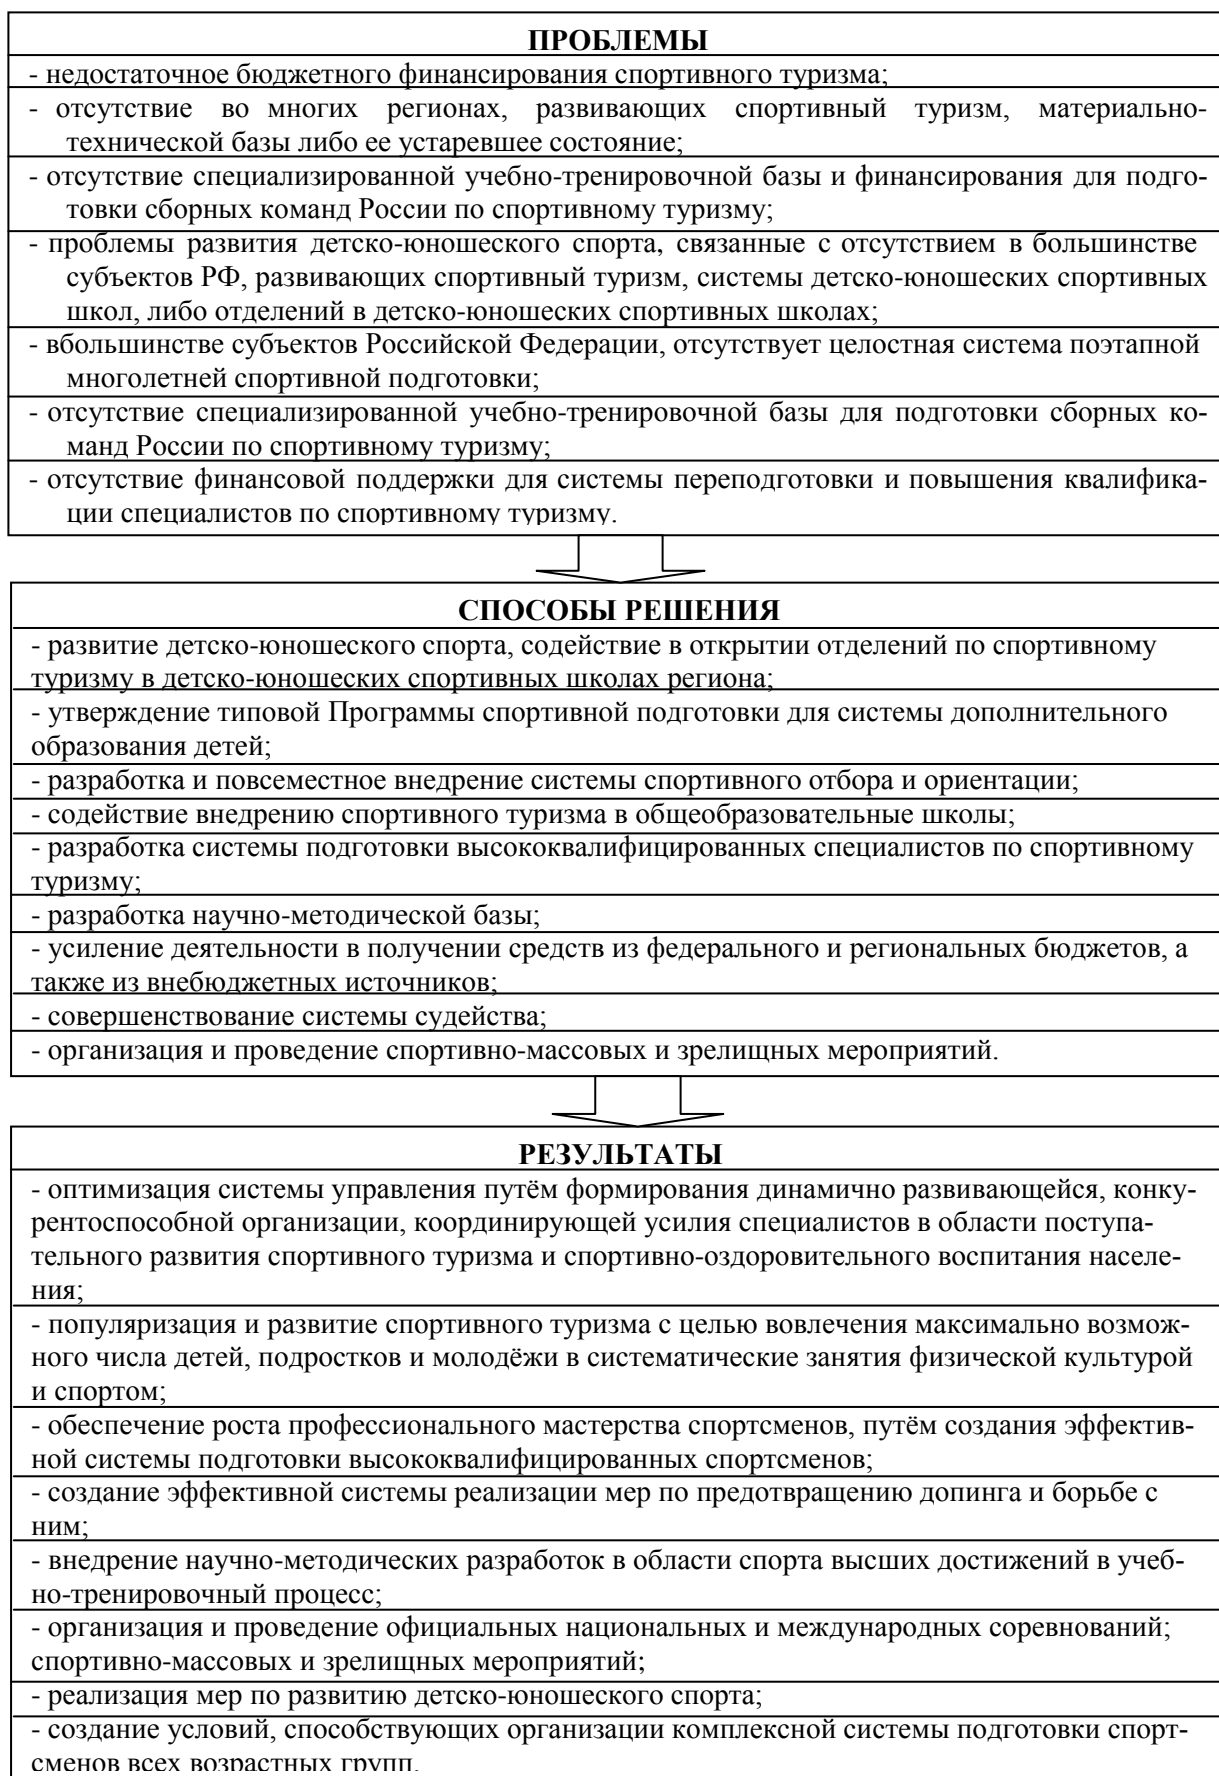 ПРОБЛЕМЫ
- недостаточное бюджетного финансирования спортивного туризма;
- отсутствие во многих регионах, развивающих спортивный туризм, материально-
технической базы либо ее устаревшее состояние;
- отсутствие специализированной учебно-тренировочной базы и финансирования для подго-
товки сборных команд России по спортивному туризму;
- проблемы развития детско-юношеского спорта, связанные с отсутствием в большинстве
субъектов РФ, развивающих спортивный туризм, системы детско-юношеских спортивных
школ, либо отделений в детско-юношеских спортивных школах;
- вбольшинстве субъектов Российской Федерации, отсутствует целостная система поэтапной
многолетней спортивной подготовки;
- отсутствие специализированной учебно-тренировочной базы для подготовки сборных ко-
манд России по спортивному туризму;
- отсутствие финансовой поддержки для системы переподготовки и повышения квалифика-
ции специалистов по спортивному туризму.
СПОСОБЫ РЕШЕНИЯ
- развитие детско-юношеского спорта, содействие в открытии отделений по спортивному
туризму в детско-юношеских спортивных школах региона;
- утверждение типовой Программы спортивной подготовки для системы дополнительного
образования детей;
- разработка и повсеместное внедрение системы спортивного отбора и ориентации;
- содействие внедрению спортивного туризма в общеобразовательные школы;
- разработка системы подготовки высококвалифицированных специалистов по спортивному
туризму;
- разработка научно-методической базы;
- усиление деятельности в получении средств из федерального и региональных бюджетов, а
также из внебюджетных источников;
- совершенствование системы судейства;
- организация и проведение спортивно-массовых и зрелищных мероприятий.
РЕЗУЛЬТАТЫ
- оптимизация системы управления путём формирования динамично развивающейся, конку-
рентоспособной организации, координирующей усилия специалистов в области поступа-
тельного развития спортивного туризма и спортивно-оздоровительного воспитания населе-
ния;
- популяризация и развитие спортивного туризма с целью вовлечения максимально возмож-
ного числа детей, подростков и молодёжи в систематические занятия физической культурой
и спортом;
- обеспечение роста профессионального мастерства спортсменов, путём создания эффектив-
ной системы подготовки высококвалифицированных спортсменов;
- создание эффективной системы реализации мер по предотвращению допинга и борьбе с
ним;
- внедрение научно-методических разработок в области спорта высших достижений в учеб-
но-тренировочный процесс;
- организация и проведение официальных национальных и международных соревнований;
спортивно-массовых и зрелищных мероприятий;
- реализация мер по развитию детско-юношеского спорта;
- создание условий, способствующих организации комплексной системы подготовки спорт-
сменов всех возрастных групп.